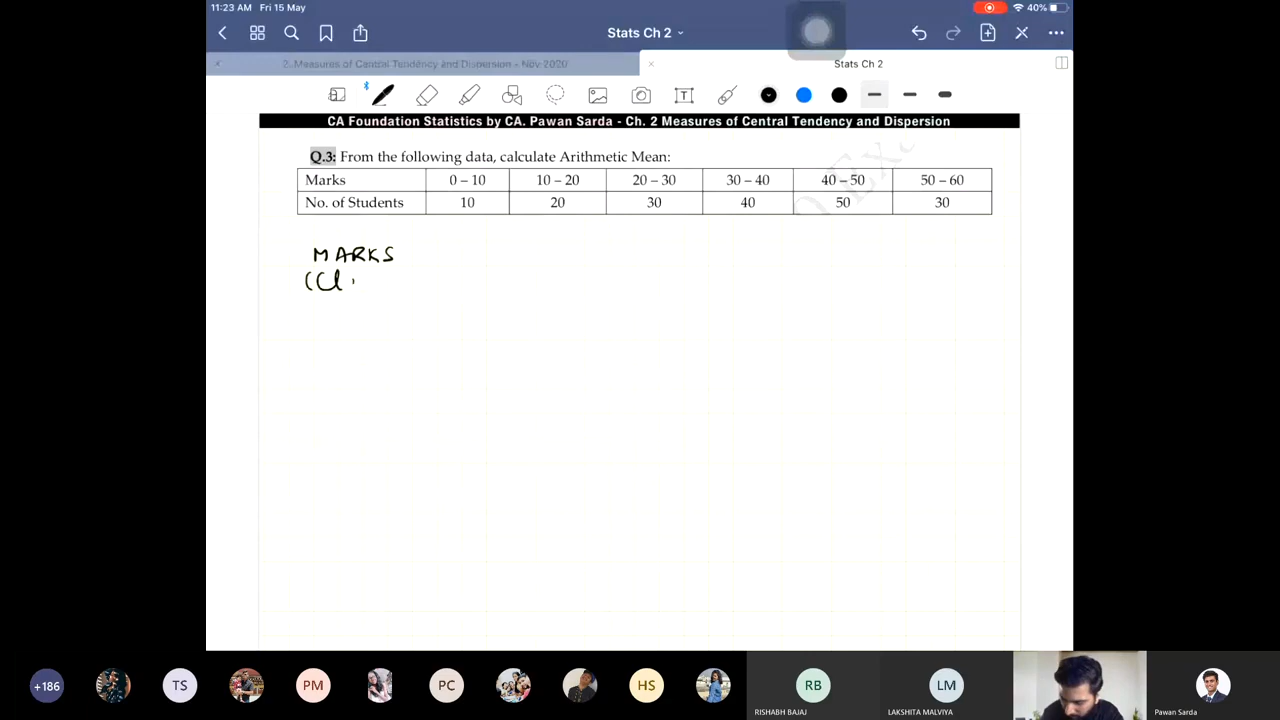 11:23 AM Fri 15 May
40%
Stats Ch 2
2. Measures of Central Tendency and Dispersion - Nov 2020
Stats Ch 2
T
CA Foundation Statistics by CA. Pawan Sarda - Ch. 2 Measures of Central Tendency and Dispersion
Q.3: From the following data, calculate Arithmetic Mean:
Marks 0 – 10 10 – 20 20 – 30 30 – 40 40 – 50 50 – 60
No. of Students 10 20 30 40 50 30
MARKS
(Cl
+186 TS PM PC HS RB LM
RISHABH BAJAJ LAKSHITA MALVIYA Pawan Sarda